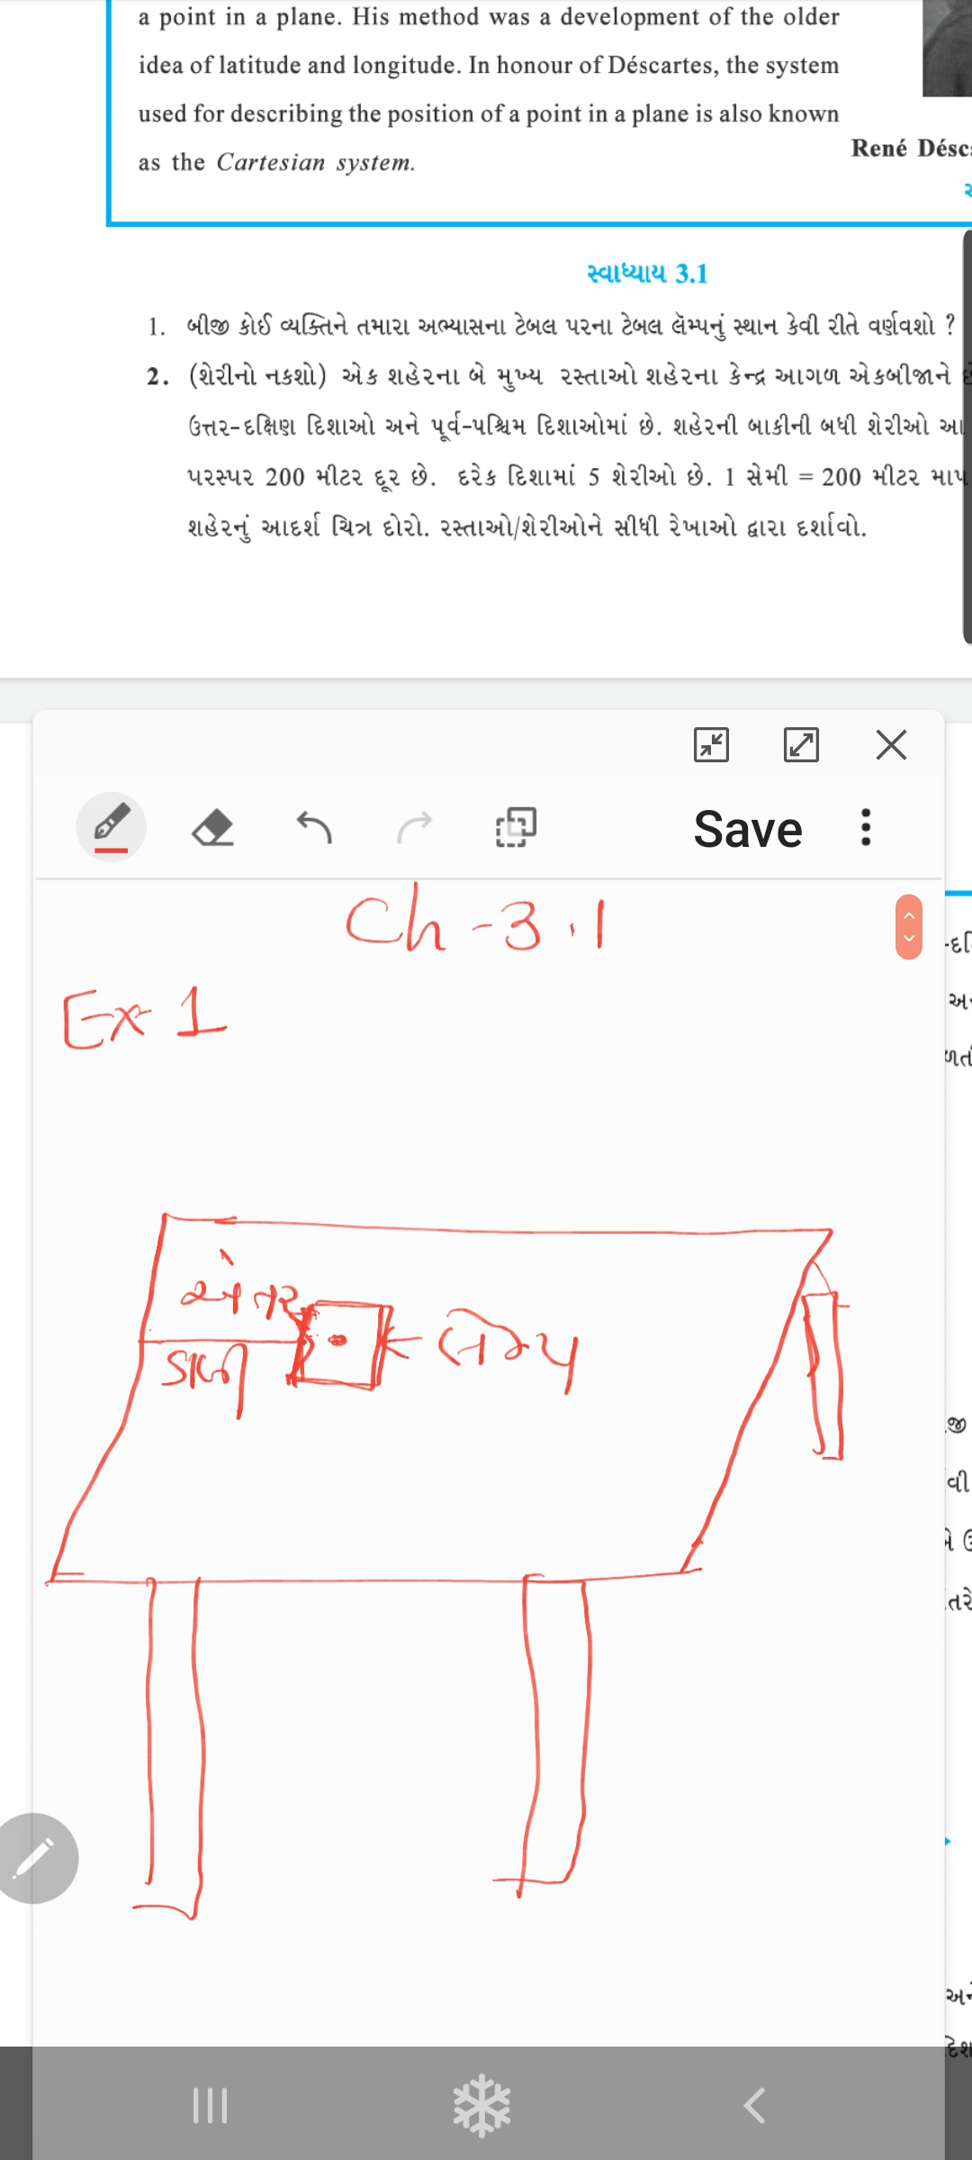 a point in a plane. His method was a development of the older
idea of latitude and longitude. In honour of Déscartes, the system
used for describing the position of a point in a plane is also known
as the Cartesian system.
René Désc
સ્વાધ્યાય 3.1
1. બીજી કોઈ વ્યક્તિને તમારા અભ્યાસના ટેબલ પરના ટેબલ લૅમ્પનું સ્થાન કેવી રીતે વર્ણવશો ?
2. (શેરીનો નકશો) એક શહેરના બે મુખ્ય રસ્તાઓ શહેરના કેન્દ્ર આગળ એકબીજાને
ઉત્તર-દક્ષિણ દિશાઓ અને પૂર્વ-પશ્ચિમ દિશાઓમાં છે. શહેરની બાકીની બધી શેરીઓ આ
પરસ્પર 200 મીટર દૂર છે. દરેક દિશામાં 5 શેરીઓ છે. 1 સેમી = 200 મીટર માપ
શહેરનું આદર્શ ચિત્ર દોરો. રસ્તાઓ/શેરીઓને સીધી રેખાઓ દ્વારા દર્શાવો.
Save
Ch - 3.1
Ex 1
અંતર
ડાબી
લેમ્પ